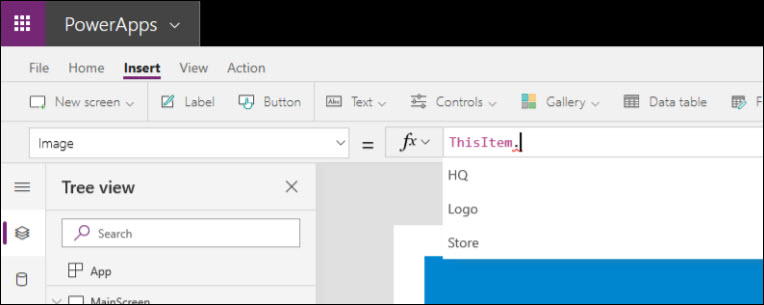 PowerApps
File Home Insert View Action
New screen Label Button Abc Text Controls Gallery Data table F
Image = fx ThisItem.
HQ
Tree view
Logo
Search
Store
App
MainScreen